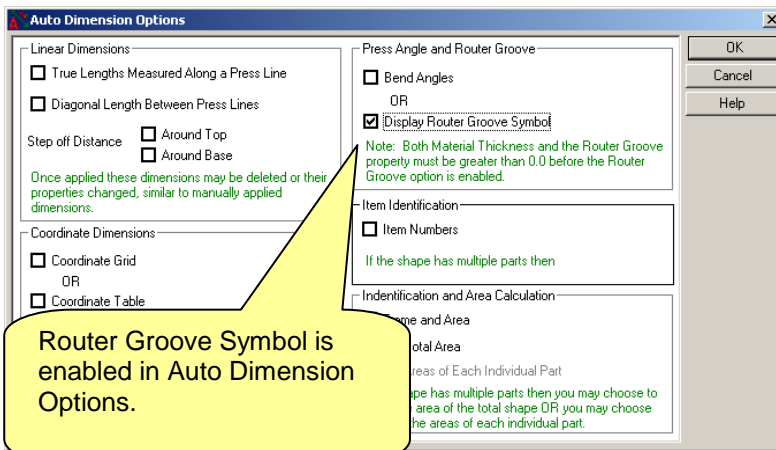 Auto Dimension Options
Linear Dimensions
True Lengths Measured Along a Press Line
Diagonal Length Between Press Lines
Step off Distance
Around Top
Around Base
Once applied these dimensions may be deleted or their
properties changed, similar to manually applied
dimensions.
Coordinate Dimensions
Coordinate Grid
OR
Coordinate Table
Press Angle and Router Groove
Bend Angles
OR
Display Router Groove Symbol
Note: Both Material Thickness and the Router Groove
property must be greater than 0.0 before the Router
Groove option is enabled.
Item Identification
Item Numbers
If the shape has multiple parts then
Indentification and Area Calculation
and Area
Area
of Each Individual Part
has multiple parts then you may choose to
area of the total shape OR you may choose
the areas of each individual part.
OK
Cancel
Help
Router Groove Symbol is
enabled in Auto Dimension
Options.